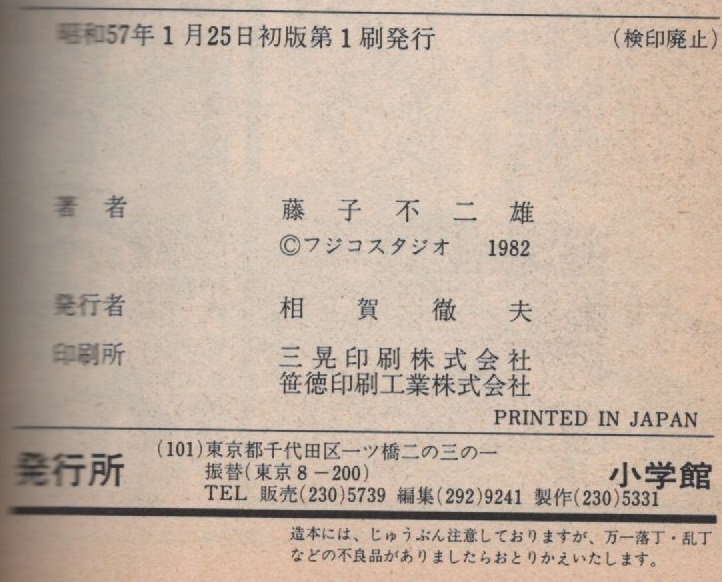 昭和57年1月25日初版第1刷発行 (検印廃止)
著者 藤子不二雄
©フジコスタジオ 1982
発行者 相賀徹夫
印刷所 三晃印刷株式会社
笹徳印刷工業株式会社
PRINTED IN JAPAN
発行所 (101)東京都千代田区一ツ橋二の三の一
振替(東京8-200)
TEL 販売(230)5739 編集(292)9241 製作(230)5331
小学館
造本には、じゅうぶん注意しておりますが、万一落丁・乱丁
などの不良品がありましたらおとりかえいたします。